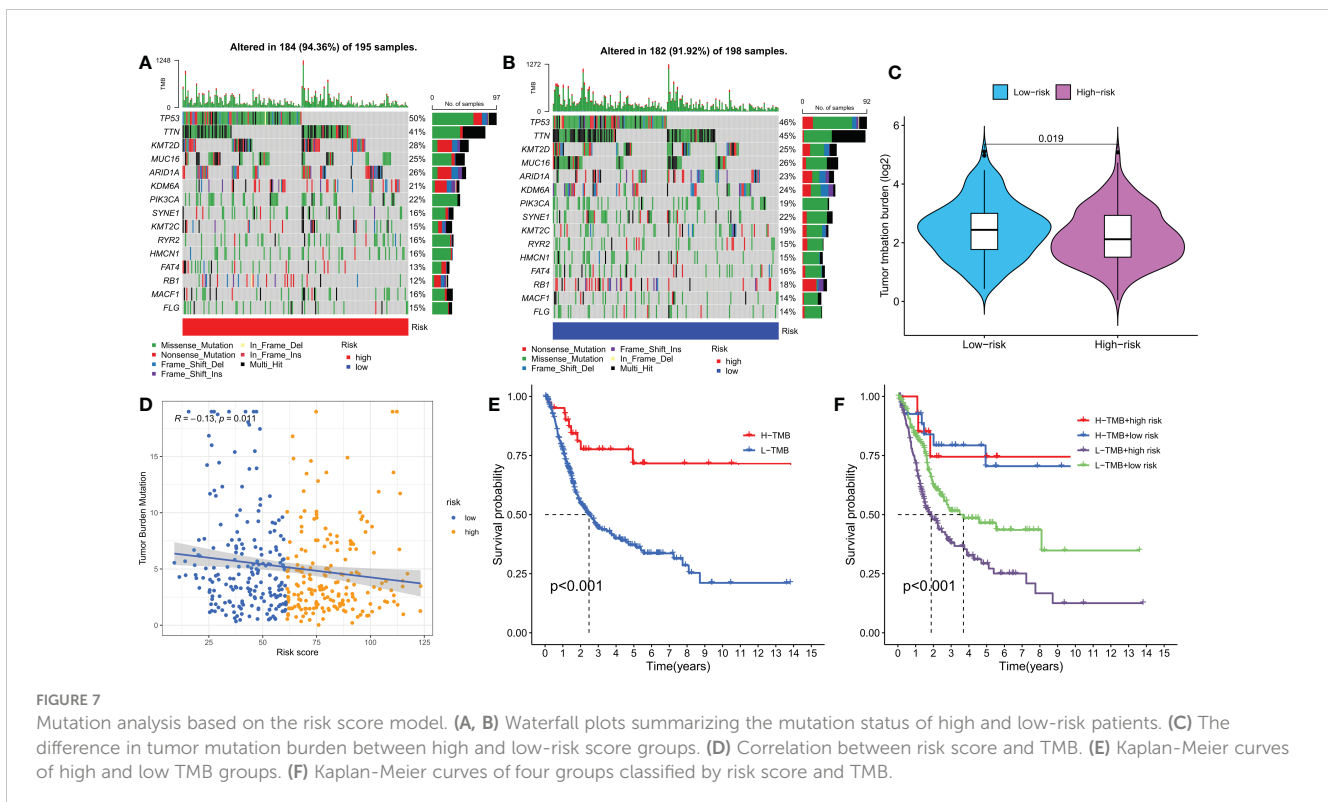 A
Altered in 184 (94.36%) of 195 samples.
1248
TMB
0
0 97
No. of samples
TP53 50%
TTN 41%
KMT2D 28%
MUC16 25%
ARID1A 26%
KDM6A 21%
PIK3CA 22%
SYNE1 16%
KMT2C 15%
RYR2 16%
HMCN1 16%
FAT4 13%
RB1 12%
MACF1 16%
FLG 15%
Risk
Missense_Mutation In_Frame_Del Risk
Nonsense_Mutation In_Frame_Ins high
Frame_Shift_Del Multi_Hit low
Frame_Shift_Ins
B
Altered in 182 (91.92%) of 198 samples.
1272
TMB
0
0 92
No. of samples
TP53 46%
TTN 45%
KMT2D 25%
MUC16 26%
ARID1A 23%
KDM6A 24%
PIK3CA 19%
SYNE1 22%
KMT2C 19%
RYR2 15%
HMCN1 15%
FAT4 16%
RB1 18%
MACF1 14%
FLG 14%
Risk
Nonsense_Mutation Frame_Shift_Ins Risk
Missense_Mutation In_Frame_Del high
Frame_Shift_Del Multi_Hit low
C
Low-risk High-risk
0.019
Tumor tmbation burden (log2)
6
4
2
0
Low-risk High-risk
D
R = -0.13, p = 0.011
Tumor Burden Mutation
15
10
5
0
25 50 75 100 125
Risk score
risk
low
high
E
H-TMB
L-TMB
Survival probability
1.00
0.75
0.50
0.25
0.00
p<0.001
0 1 2 3 4 5 6 7 8 9 10 11 12 13 14 15
Time(years)
F
H-TMB+high risk
H-TMB+low risk
L-TMB+high risk
L-TMB+low risk
Survival probability
1.00
0.75
0.50
0.25
0.00
p<0.001
0 1 2 3 4 5 6 7 8 9 10 11 12 13 14 15
Time(years)
FIGURE 7
Mutation analysis based on the risk score model. (A, B) Waterfall plots summarizing the mutation status of high and low-risk patients. (C) The
difference in tumor mutation burden between high and low-risk score groups. (D) Correlation between risk score and TMB. (E) Kaplan-Meier curves
of high and low TMB groups. (F) Kaplan-Meier curves of four groups classified by risk score and TMB.